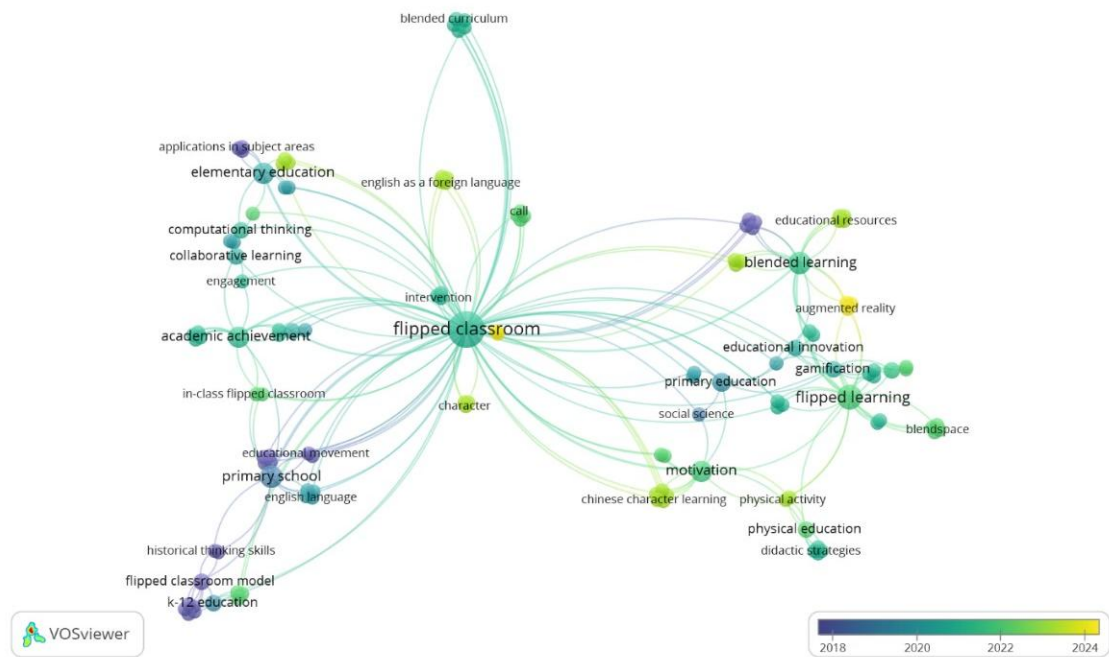 blended curriculum
applications in subject areas
elementary education
english as a foreign language
call
educational resources
computational thinking
collaborative learning
blended learning
engagement
intervention
augmented reality
flipped classroom
academic achievement
educational innovation
gamification
primary education
in-class flipped classroom
character
flipped learning
social science
blendspace
educational movement
primary school
motivation
english language
chinese character learning
physical activity
physical education
historical thinking skills
didactic strategies
flipped classroom model
k-12 education
VOSviewer
2018 2020 2022 2024